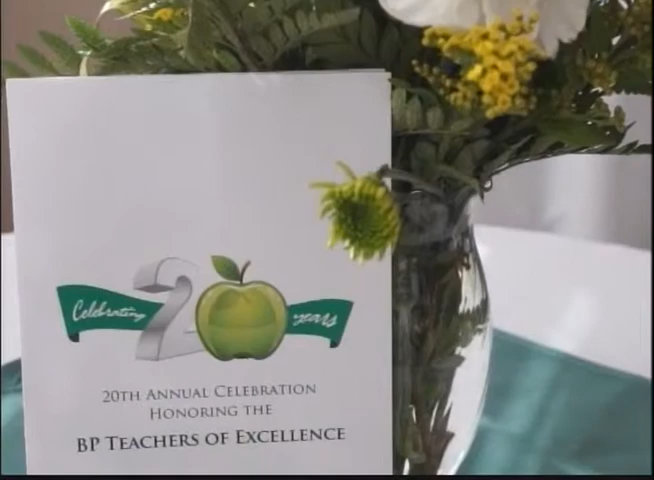 Celebrating 20 years
20TH ANNUAL CELEBRATION
HONORING THE
BP TEACHERS OF EXCELLENCE